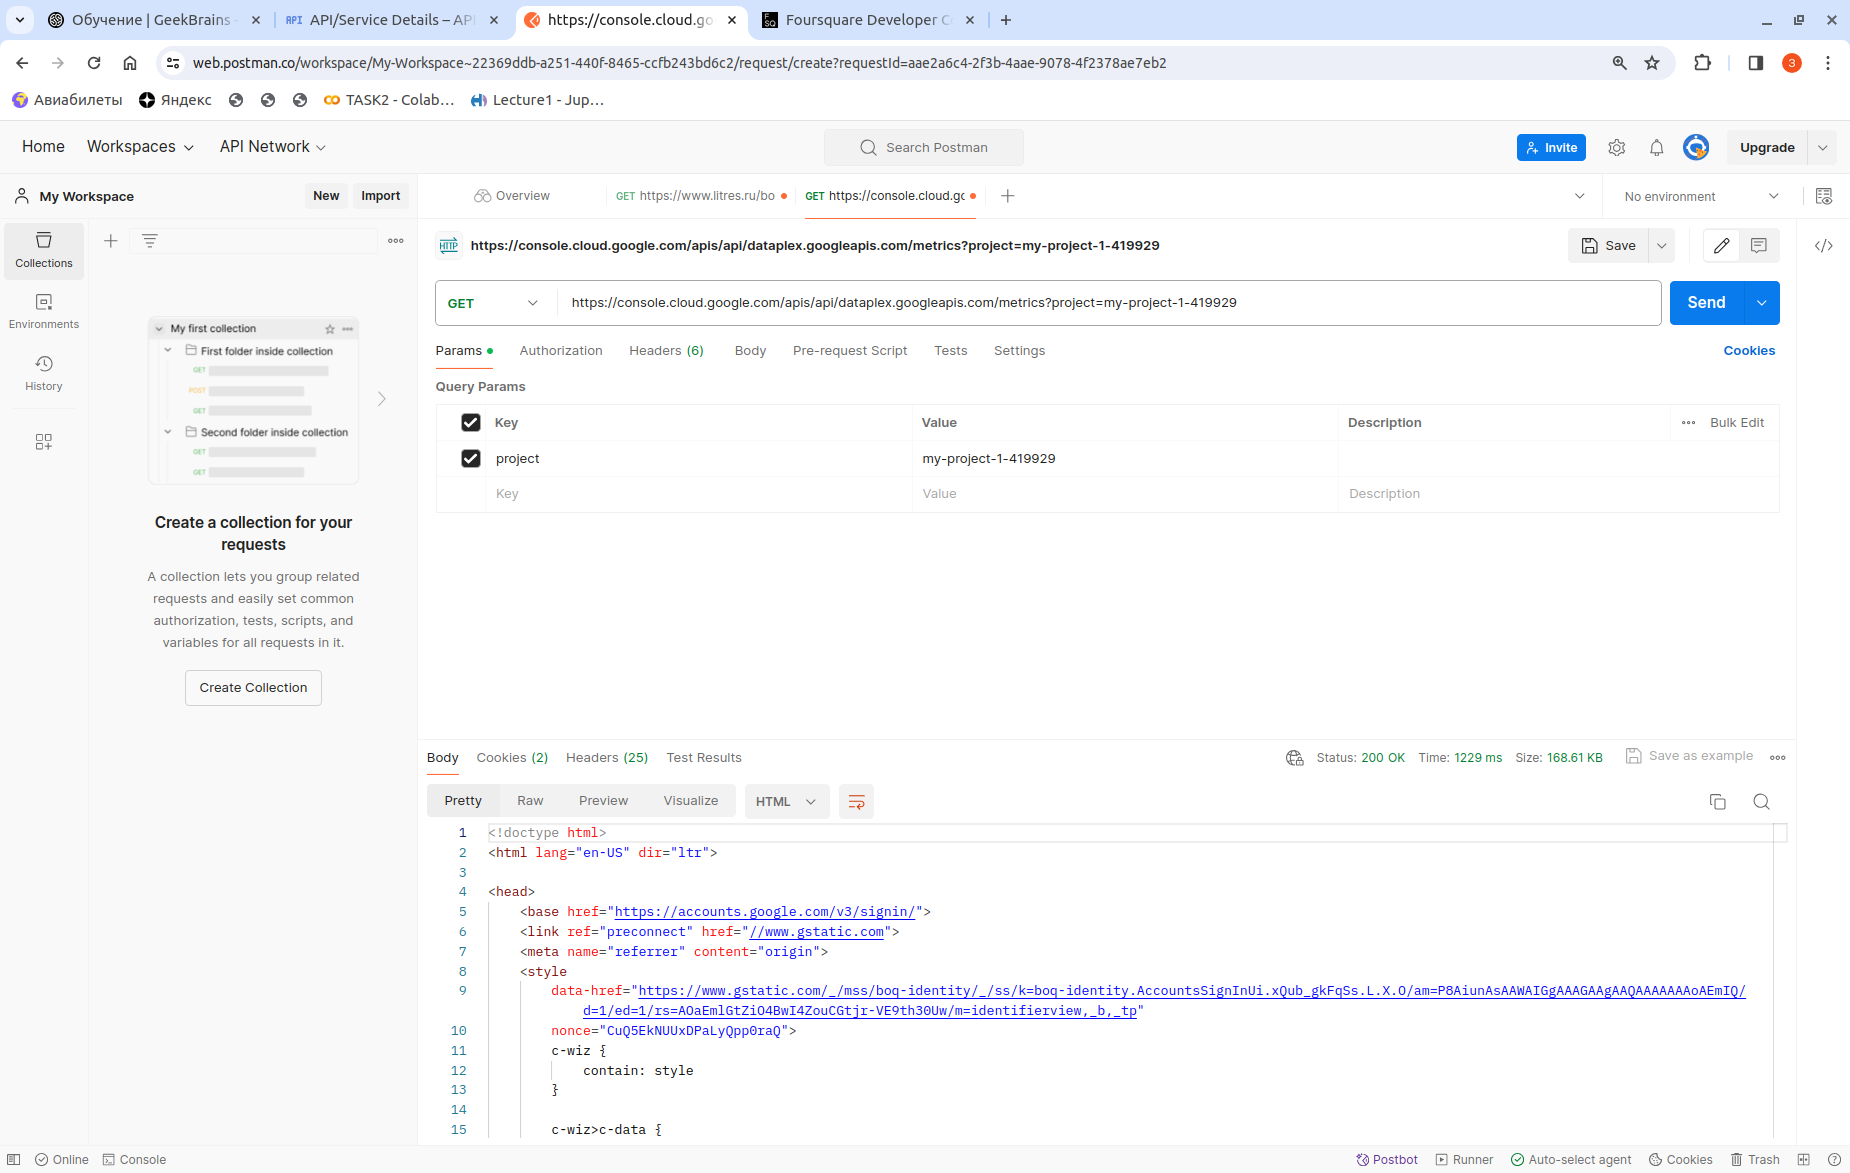 Обучение | GeekBrains -
API API/Service Details – API
https://console.cloud.go
Foursquare Developer C
web.postman.co/workspace/My-Workspace~22369ddb-a251-440f-8465-ccfb243bd6c2/request/create?requestId=aae2a6c4-2f3b-4aae-9078-4f2378ae7eb2
3
Авиабилеты
Яндекс
TASK2 - Colab…
Lecture1 - Jup…
Home
Workspaces
API Network
Search Postman
Invite
Upgrade
My Workspace
New
Import
Overview
GET https://www.litres.ru/bo
GET https://console.cloud.gc
No environment
Collections
Environments
History
My first collection
First folder inside collection
GET
POST
GET
Second folder inside collection
GET
GET
Create a collection for your
requests
A collection lets you group related
requests and easily set common
authorization, tests, scripts, and
variables for all requests in it.
Create Collection
HTTP
https://console.cloud.google.com/apis/api/dataplex.googleapis.com/metrics?project=my-project-1-419929
Save
GET
https://console.cloud.google.com/apis/api/dataplex.googleapis.com/metrics?project=my-project-1-419929
Send
Params
Authorization
Headers (6)
Body
Pre-request Script
Tests
Settings
Cookies
Query Params
Key
Value
Description
Bulk Edit
project
my-project-1-419929
Key
Value
Description
Body
Cookies (2)
Headers (25)
Test Results
Status: 200 OK
Time: 1229 ms
Size: 168.61 KB
Save as example
Pretty
Raw
Preview
Visualize
HTML
1 <!doctype html>
2 <html lang="en-US" dir="ltr">
3
4 <head>
5 <base href="https://accounts.google.com/v3/signin/">
6 <link ref="preconnect" href="//www.gstatic.com">
7 <meta name="referrer" content="origin">
8 <style
9 data-href="https://www.gstatic.com/_/mss/boq-identity/_/ss/k=boq-identity.AccountsSignInUi.xQub_gkFqSs.L.X.O/am=P8AiunAsAAWAIGgAAAGAAgAAQAAAAAAAoAEmIQ/
d=1/ed=1/rs=AOaEmlGtZiO4BwI4ZouCGtjr-VE9th30Uw/m=identifierview,_b,_tp"
10 nonce="CuQ5EkNUUxDPaLyQpp0raQ">
11 c-wiz {
12 contain: style
13 }
14
15 c-wiz>c-data {
Online
Console
Postbot
Runner
Auto-select agent
Cookies
Trash